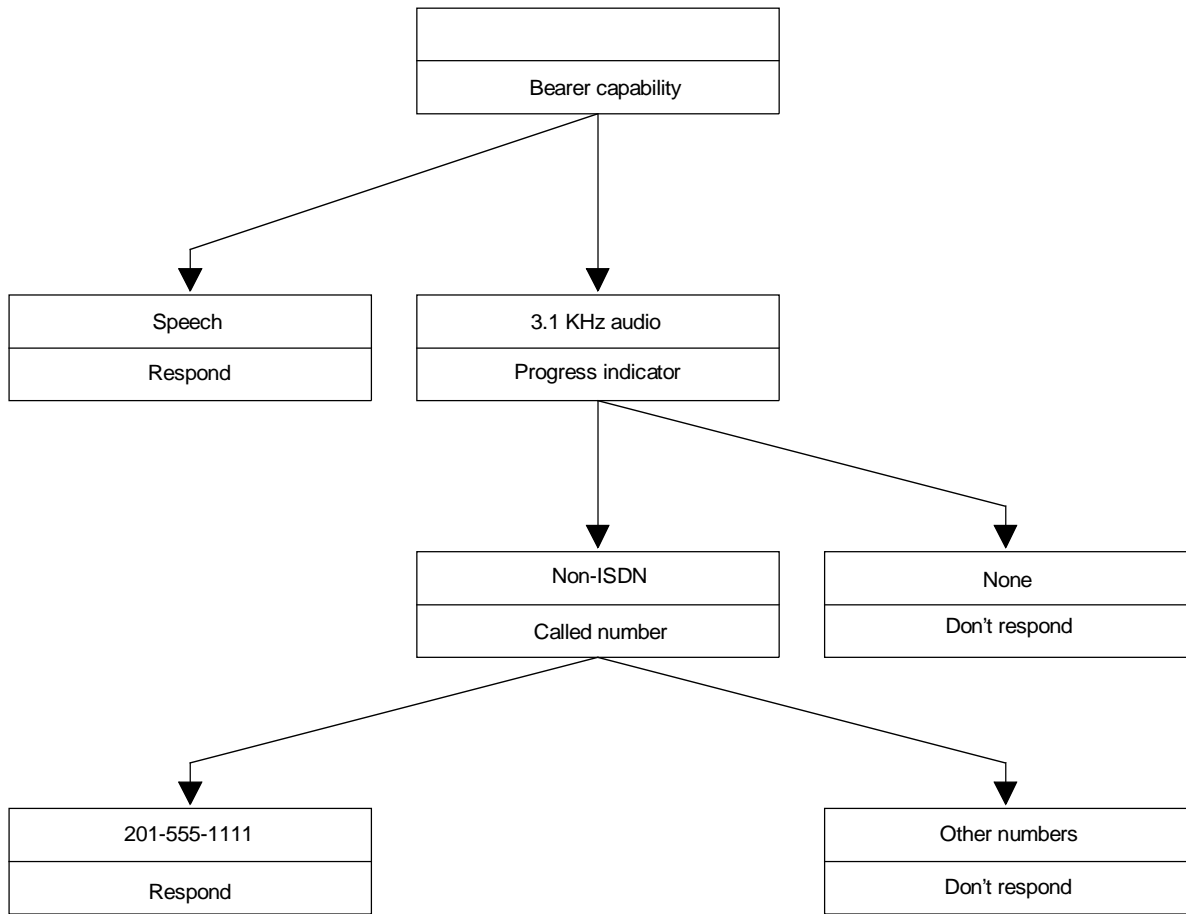 Bearer capability
Speech
Respond
3.1 KHz audio
Progress indicator
Non-ISDN
Called number
None
Don’t respond
201-555-1111
Respond
Other numbers
Don’t respond